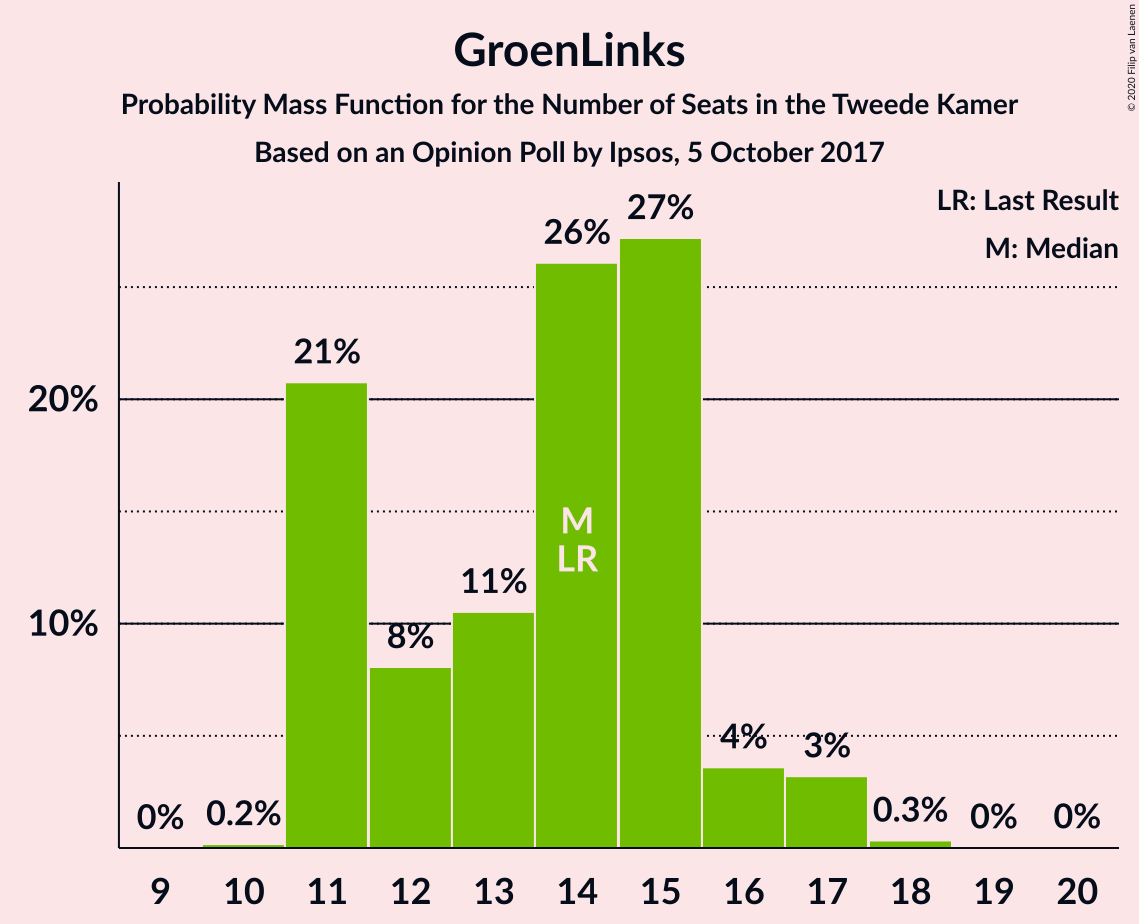 GroenLinks
Probability Mass Function for the Number of Seats in the Tweede Kamer
Based on an Opinion Poll by Ipsos, 5 October 2017
© 2020 Filip van Laenen
LR: Last Result
M: Median
20%
10%
0%
0.2%
21%
8%
11%
26%
27%
4%
3%
0.3%
0%
0%
M
LR
9 10 11 12 13 14 15 16 17 18 19 20